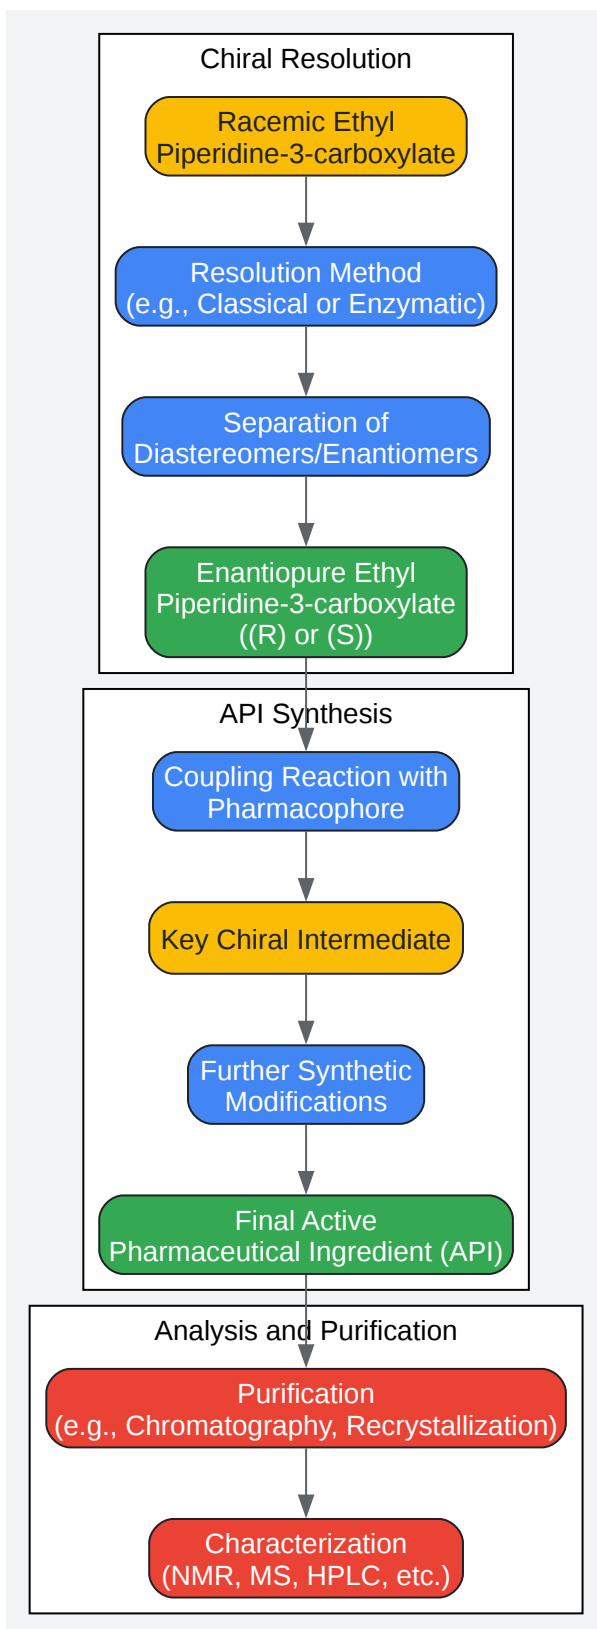 Chiral Resolution
Racemic Ethyl
Piperidine-3-carboxylate
Resolution Method
(e.g., Classical or Enzymatic)
Separation of
Diastereomers/Enantiomers
Enantiopure Ethyl
Piperidine-3-carboxylate
((R) or (S))
API Synthesis
Coupling Reaction with
Pharmacophore
Key Chiral Intermediate
Further Synthetic
Modifications
Final Active
Pharmaceutical Ingredient (API)
Analysis and Purification
Purification
(e.g., Chromatography, Recrystallization)
Characterization
(NMR, MS, HPLC, etc.)